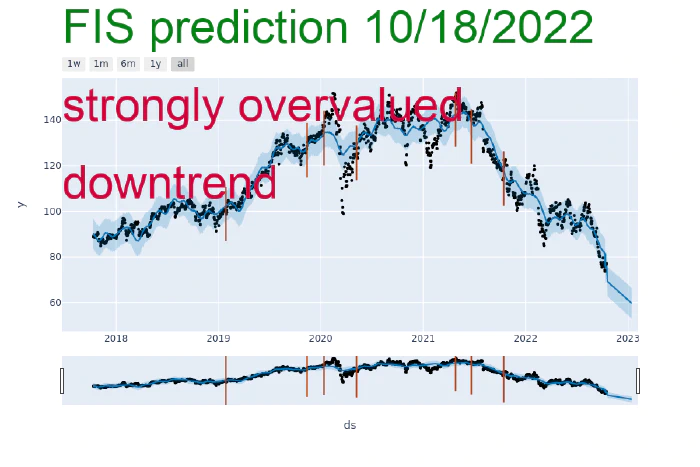 FIS prediction 10/18/2022
1w 1m 6m 1y all
strongly overvalued
140
120
downtrend
100
y
80
60
2018 2019 2020 2021 2022 2023
ds